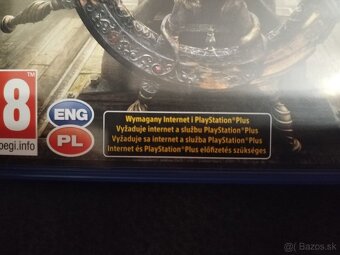 8™
pegi.info
ENG
PL
Wymagany Internet i PlayStation®Plus
Vyžaduje internet a službu PlayStation®Plus
Vyžaduje sa internet a služba PlayStation®Plus
Internet és PlayStation®Plus előfizetés szükséges
© Bazos.sk